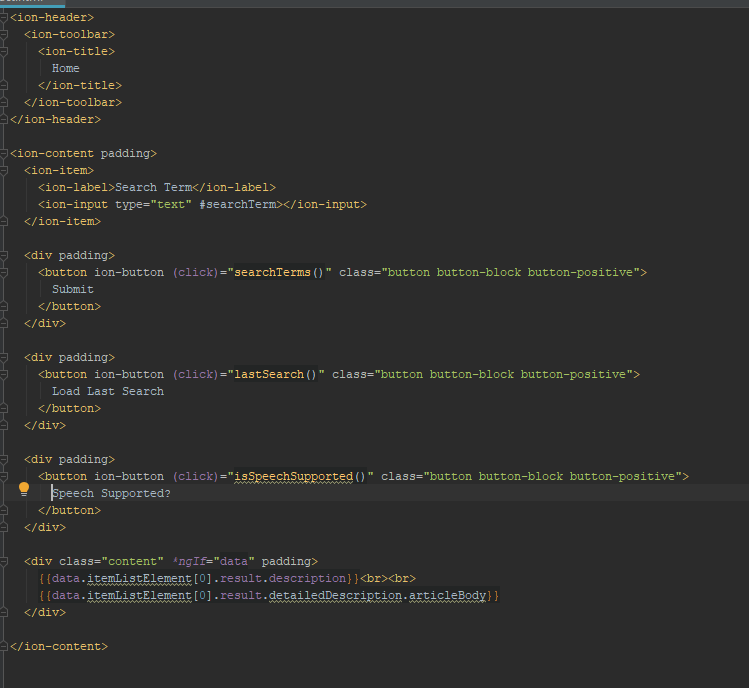 <ion-header>
<ion-toolbar>
<ion-title>
Home
</ion-title>
</ion-toolbar>
</ion-header>
<ion-content padding>
<ion-item>
<ion-label>Search Term</ion-label>
<ion-input type="text" #searchTerm></ion-input>
</ion-item>
<div padding>
<button ion-button (click)="searchTerms()" class="button button-block button-positive">
Submit
</button>
</div>
<div padding>
<button ion-button (click)="lastSearch()" class="button button-block button-positive">
Load Last Search
</button>
</div>
<div padding>
<button ion-button (click)="isSpeechSupported()" class="button button-block button-positive">
Speech Supported?
</button>
</div>
<div class="content" *ngIf="data" padding>
{{data.itemListElement[0].result.description}}<br><br>
{{data.itemListElement[0].result.detailedDescription.articleBody}}
</div>
</ion-content>